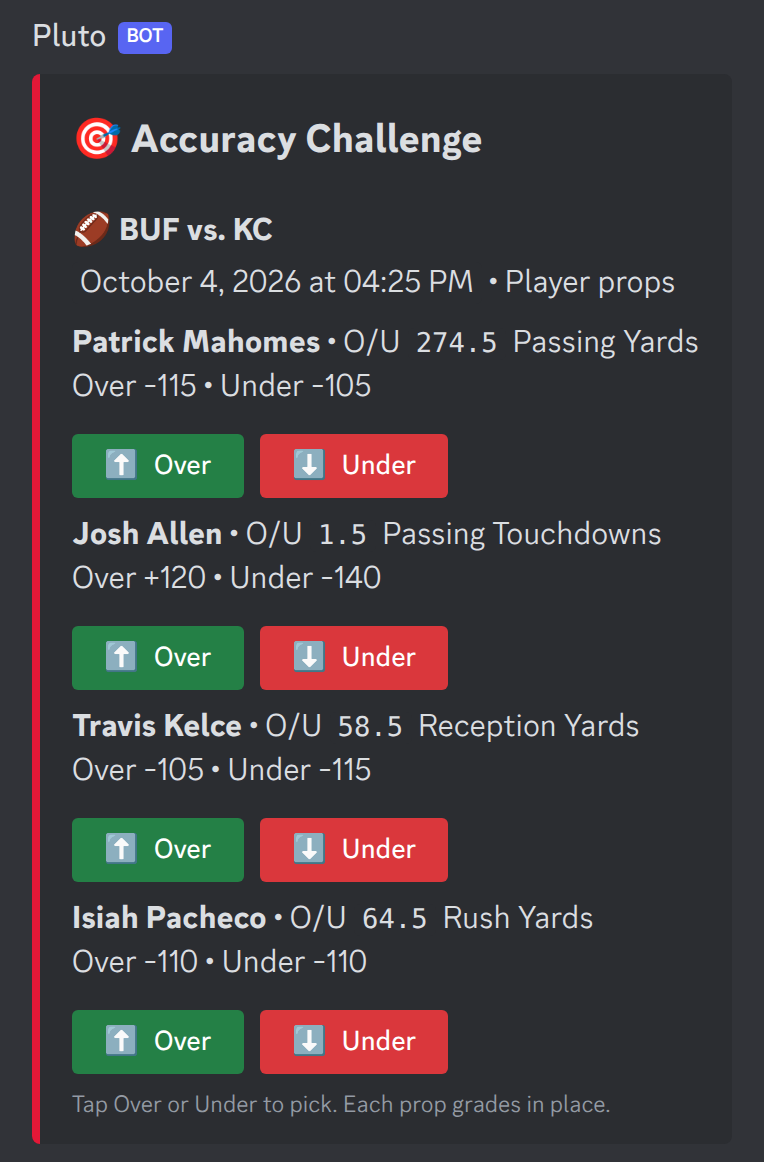 Pluto BOT
🎯 Accuracy Challenge
🏈 BUF vs. KC
October 4, 2026 at 04:25 PM • Player props
Patrick Mahomes • O/U 274.5 Passing Yards
Over -115 • Under -105
⬆️ Over ⬇️ Under
Josh Allen • O/U 1.5 Passing Touchdowns
Over +120 • Under -140
⬆️ Over ⬇️ Under
Travis Kelce • O/U 58.5 Reception Yards
Over -105 • Under -115
⬆️ Over ⬇️ Under
Isiah Pacheco • O/U 64.5 Rush Yards
Over -110 • Under -110
⬆️ Over ⬇️ Under
Tap Over or Under to pick. Each prop grades in place.